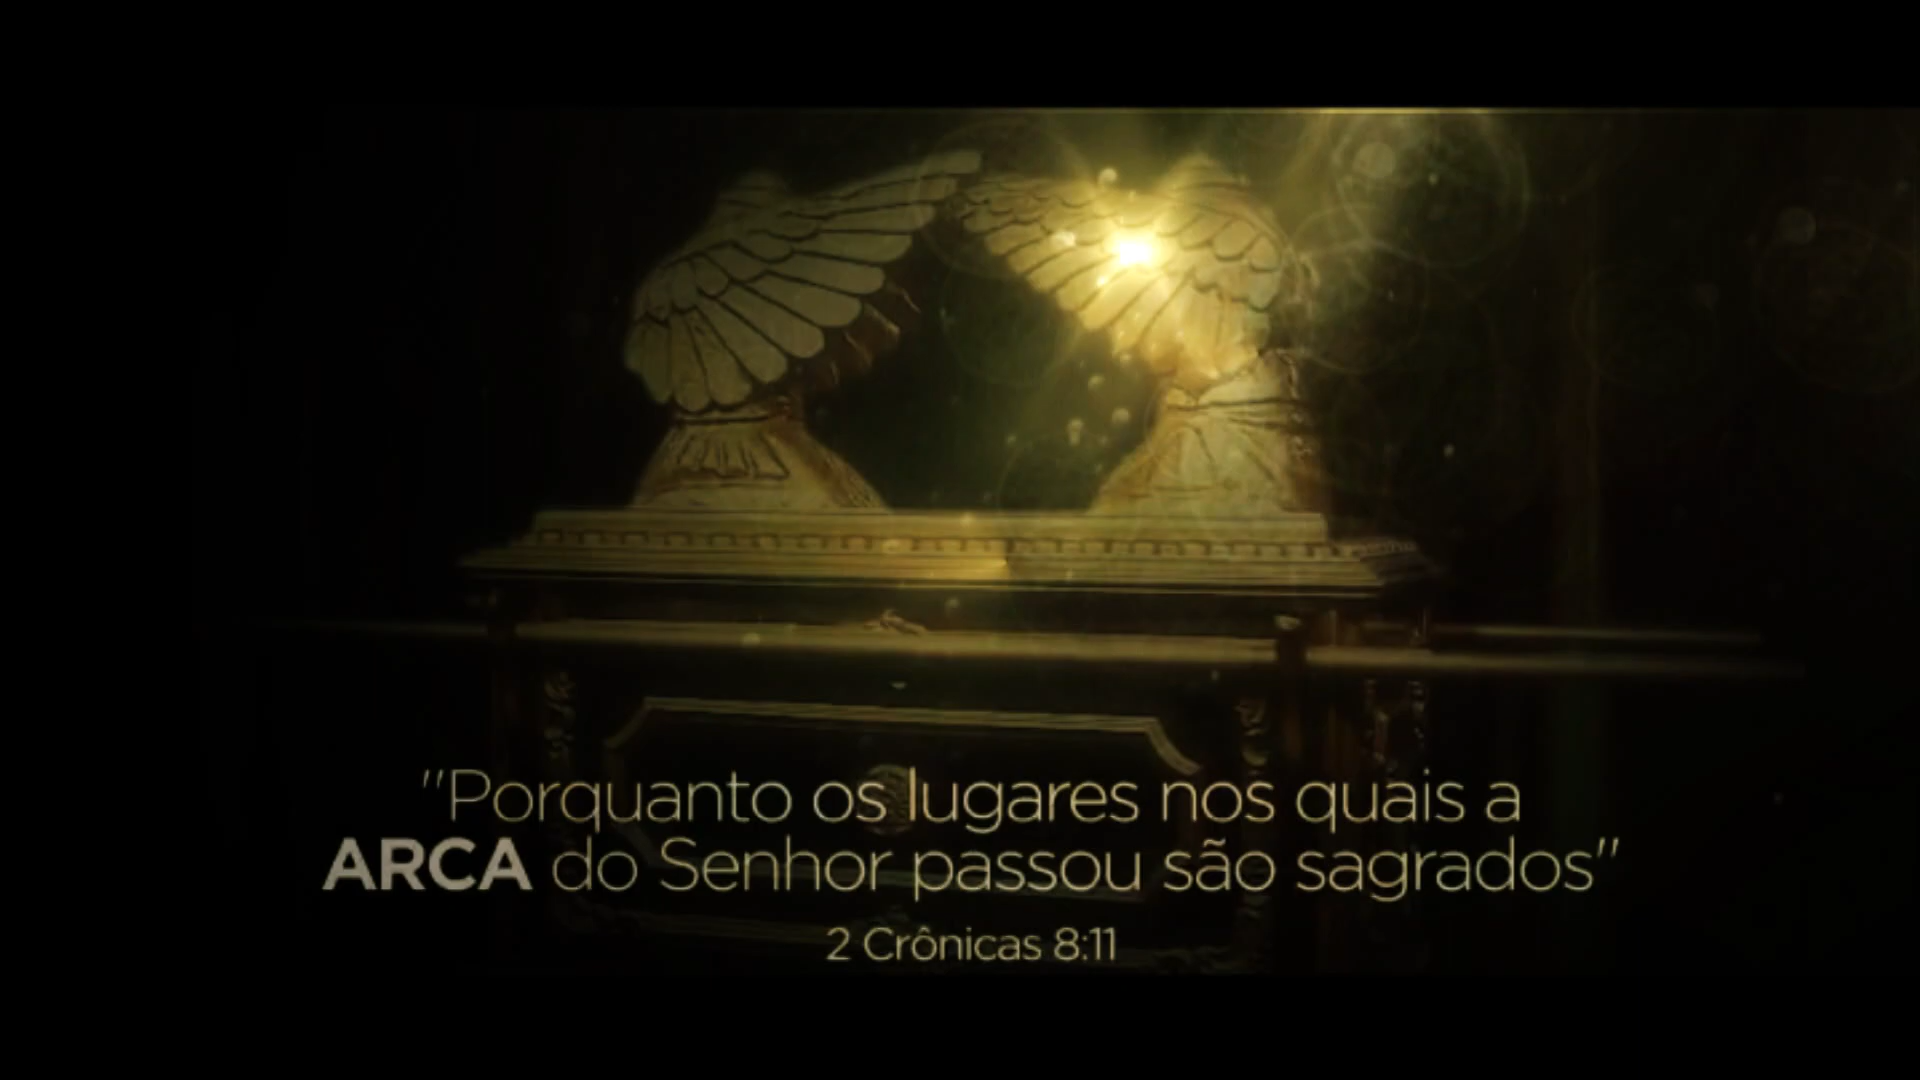 "Porquanto os lugares nos quais a
ARCA do Senhor passou são sagrados"
2 Crônicas 8:11